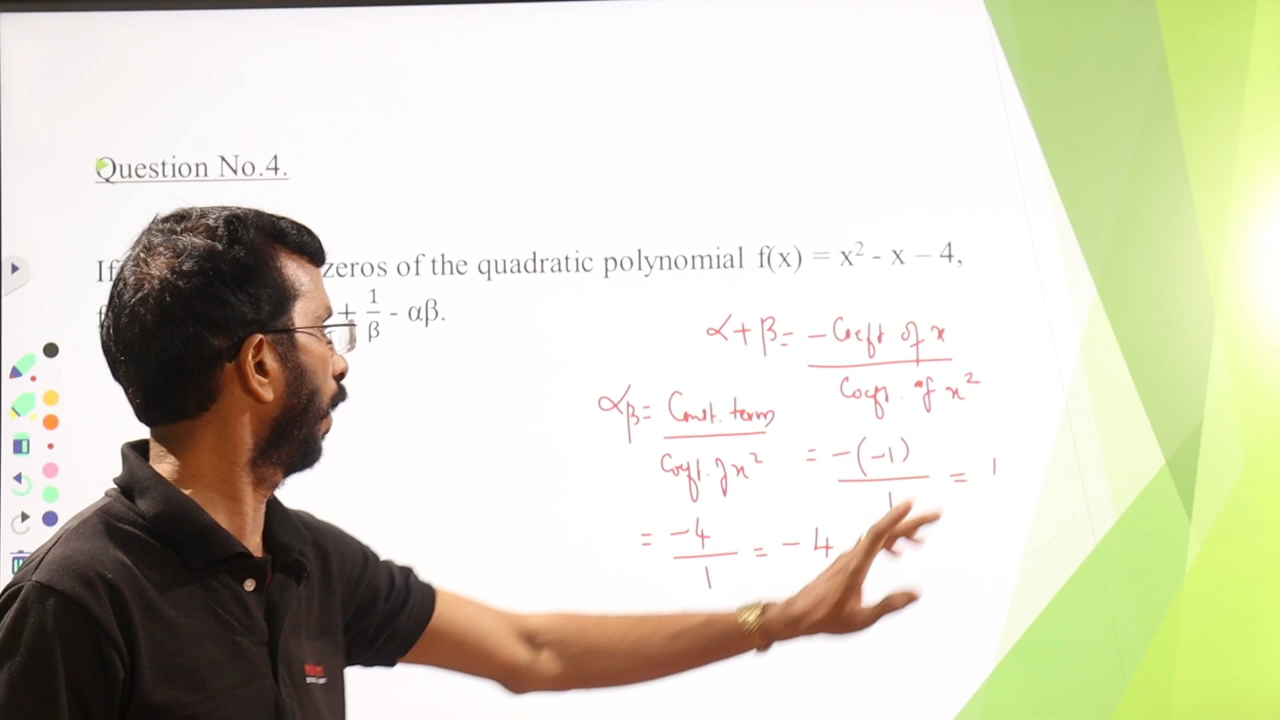 Question No.4.
If zeros of the quadratic polynomial f(x) = x² - x – 4,
+ 1/β - αβ.
α+β = -Coeft of x / Coeft. of x²
αβ = Const. term / Coeft. of x²
= -(-1) / 1 = 1
= -4 / 1 = -4